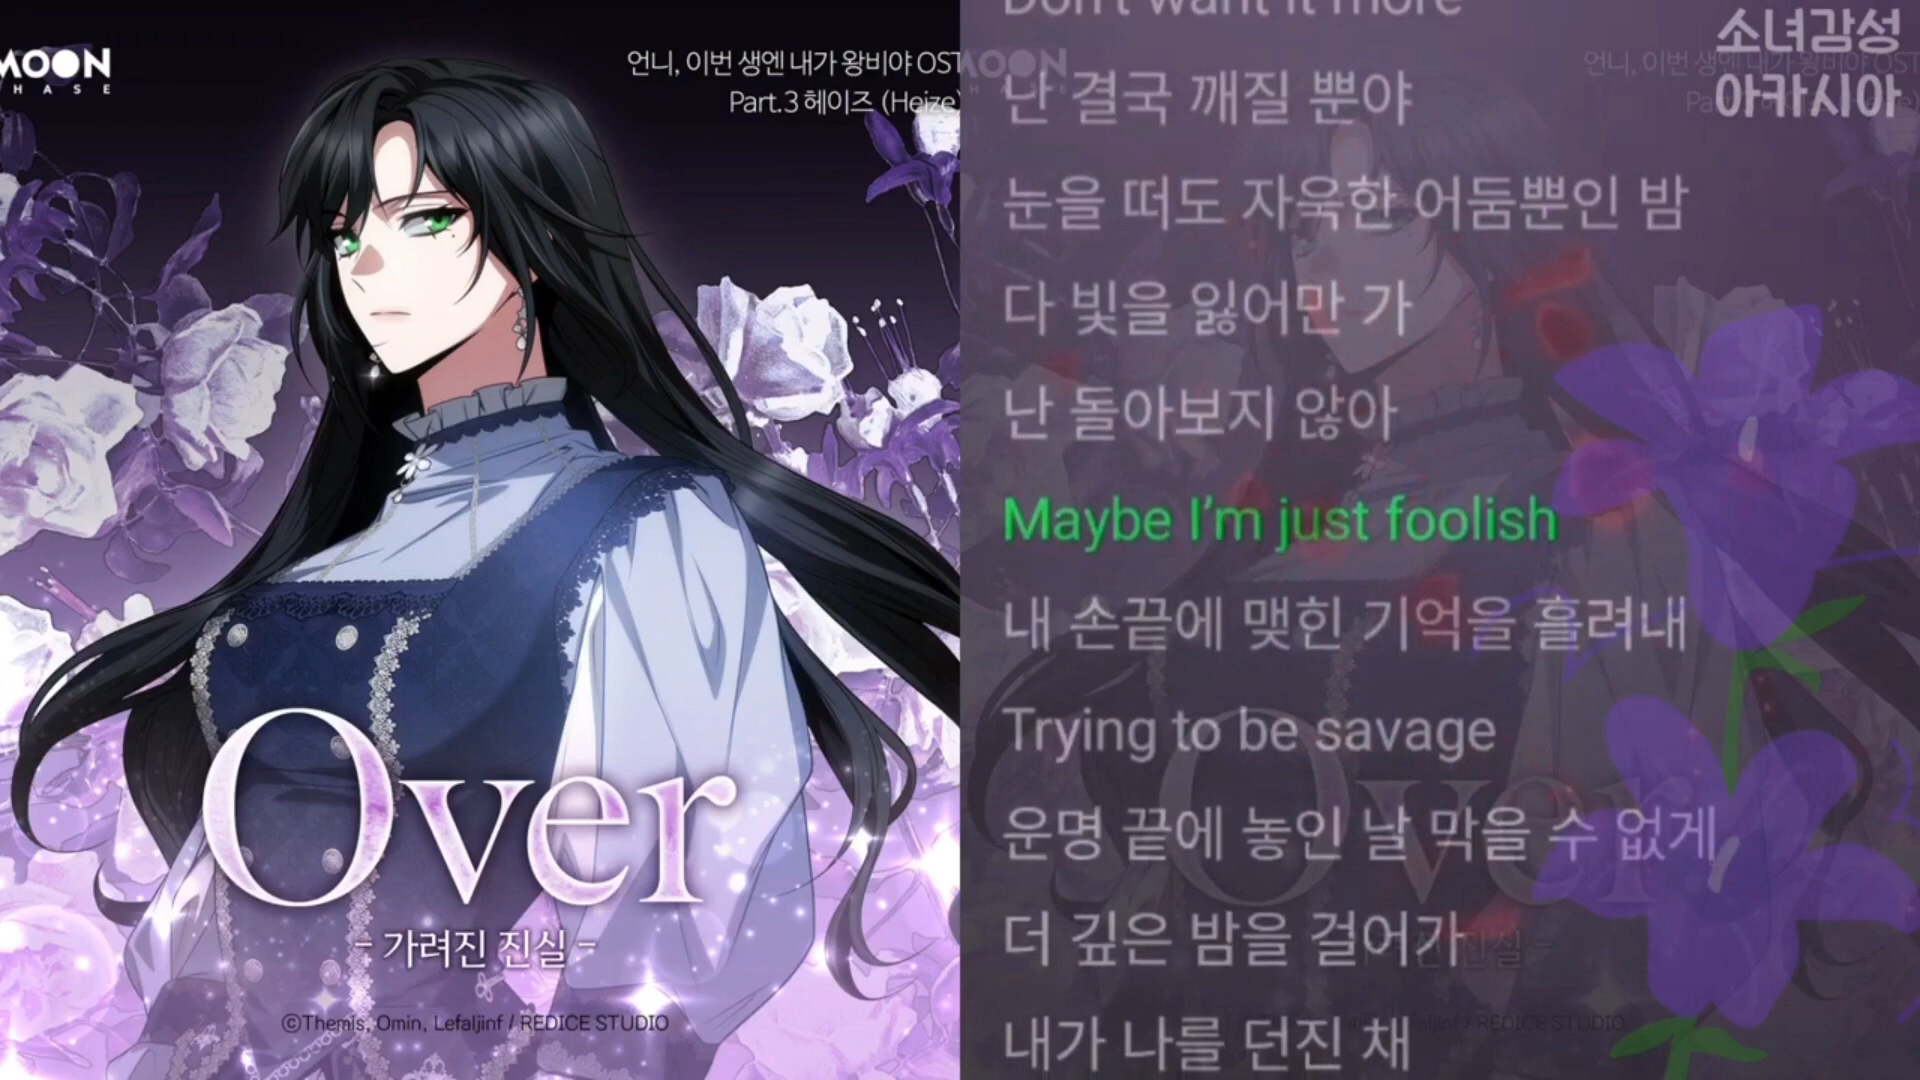 MOON
PHASE
언니, 이번 생엔 내가 왕비야 OST
Part.3 헤이즈 (Heize)
Over
- 가려진 진실 -
©Themis, Omin, Lefaljinf / REDICE STUDIO
Don't want it more
난 결국 깨질 뿐야
눈을 떠도 자욱한 어둠뿐인 밤
다 빛을 잃어만 가
난 돌아보지 않아
Maybe I'm just foolish
내 손끝에 맺힌 기억을 흘려내
Trying to be savage
운명 끝에 놓인 날 막을 수 없게
더 깊은 밤을 걸어가
내가 나를 던진 채
소녀감성
아카시아